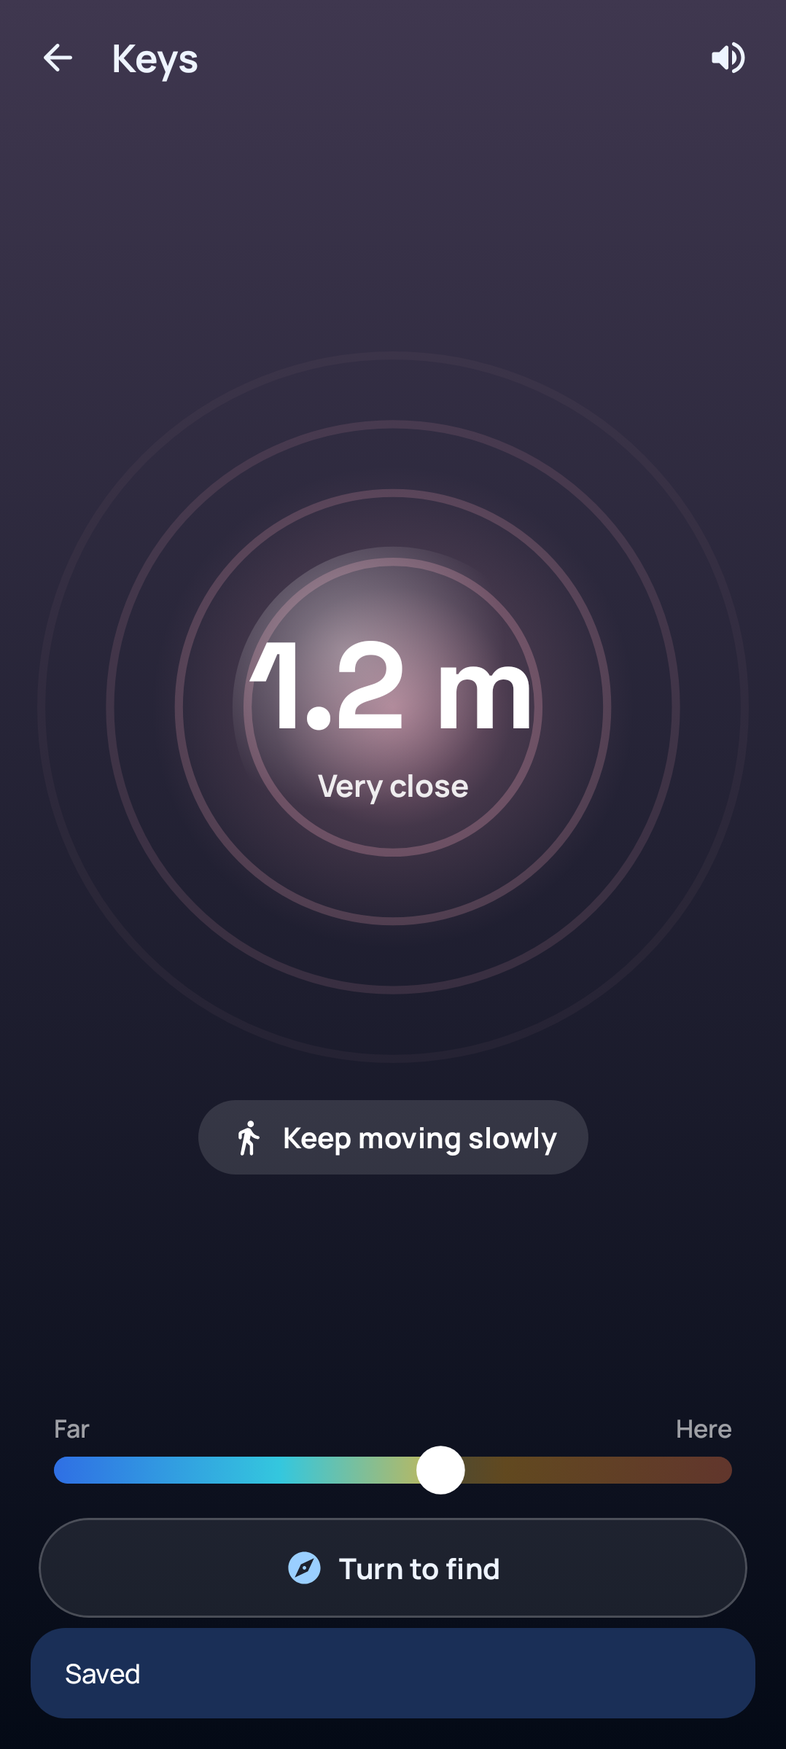 Keys
1.2 m
Very close
Keep moving slowly
Far
Here
Turn to find
Saved